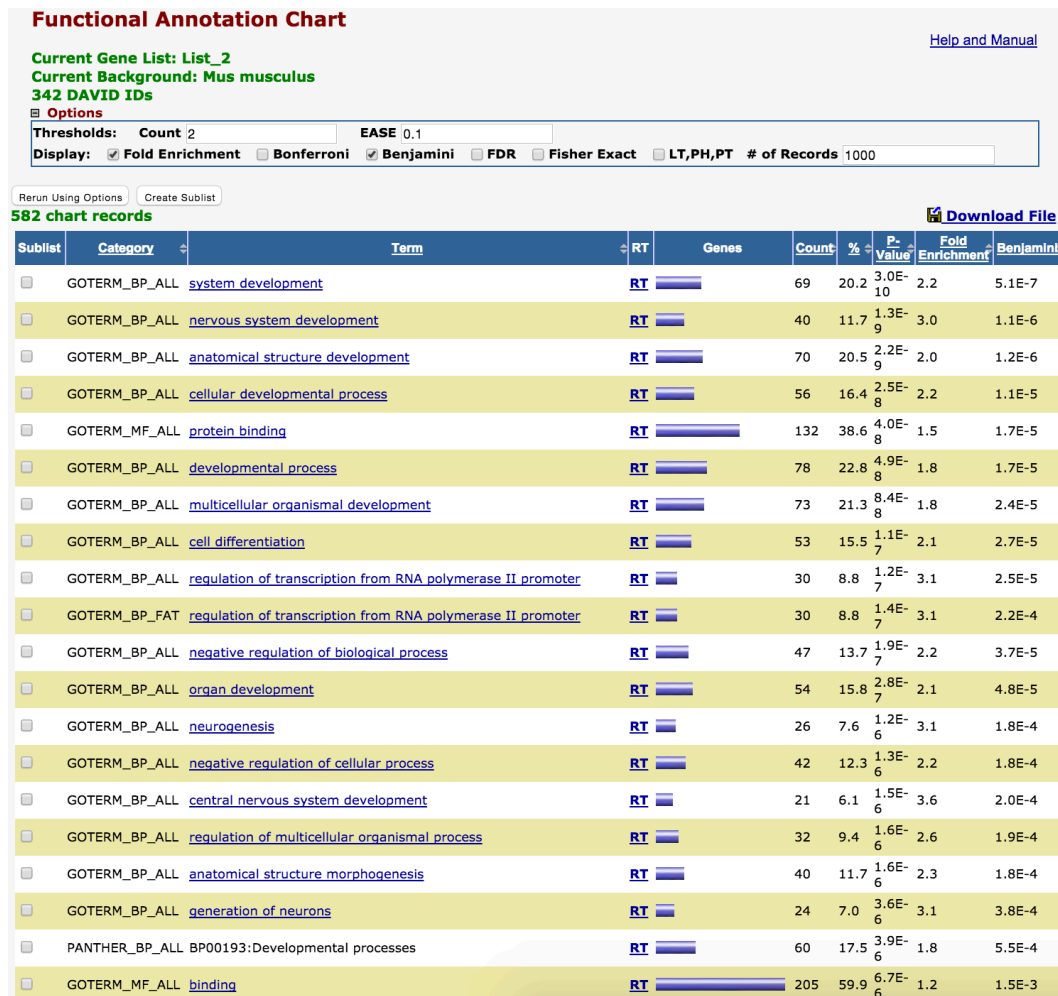 Functional Annotation Chart
Help and Manual
Current Gene List: List_2
Current Background: Mus musculus
342 DAVID IDs
Options
Thresholds: Count 2 EASE 0.1
Display: Fold Enrichment Bonferroni Benjamini FDR Fisher Exact LT,PH,PT # of Records 1000
Rerun Using Options Create Sublist
582 chart records Download File
Sublist Category Term RT Genes Count % P-Value Fold Enrichment Benjamini
GOTERM_BP_ALL system development RT 69 20.2 3.0E-10 2.2 5.1E-7
GOTERM_BP_ALL nervous system development RT 40 11.7 1.3E-9 3.0 1.1E-6
GOTERM_BP_ALL anatomical structure development RT 70 20.5 2.2E-9 2.0 1.2E-6
GOTERM_BP_ALL cellular developmental process RT 56 16.4 2.5E-8 2.2 1.1E-5
GOTERM_MF_ALL protein binding RT 132 38.6 4.0E-8 1.5 1.7E-5
GOTERM_BP_ALL developmental process RT 78 22.8 4.9E-8 1.8 1.7E-5
GOTERM_BP_ALL multicellular organismal development RT 73 21.3 8.4E-8 1.8 2.4E-5
GOTERM_BP_ALL cell differentiation RT 53 15.5 1.1E-7 2.1 2.7E-5
GOTERM_BP_ALL regulation of transcription from RNA polymerase II promoter RT 30 8.8 1.2E-7 3.1 2.5E-5
GOTERM_BP_FAT regulation of transcription from RNA polymerase II promoter RT 30 8.8 1.4E-7 3.1 2.2E-4
GOTERM_BP_ALL negative regulation of biological process RT 47 13.7 1.9E-7 2.2 3.7E-5
GOTERM_BP_ALL organ development RT 54 15.8 2.8E-7 2.1 4.8E-5
GOTERM_BP_ALL neurogenesis RT 26 7.6 1.2E-6 3.1 1.8E-4
GOTERM_BP_ALL negative regulation of cellular process RT 42 12.3 1.3E-6 2.2 1.8E-4
GOTERM_BP_ALL central nervous system development RT 21 6.1 1.5E-6 3.6 2.0E-4
GOTERM_BP_ALL regulation of multicellular organismal process RT 32 9.4 1.6E-6 2.6 1.9E-4
GOTERM_BP_ALL anatomical structure morphogenesis RT 40 11.7 1.6E-6 2.3 1.8E-4
GOTERM_BP_ALL generation of neurons RT 24 7.0 3.6E-6 3.1 3.8E-4
PANTHER_BP_ALL BP00193:Developmental processes RT 60 17.5 3.9E-6 1.8 5.5E-4
GOTERM_MF_ALL binding RT 205 59.9 6.7E-6 1.2 1.5E-3